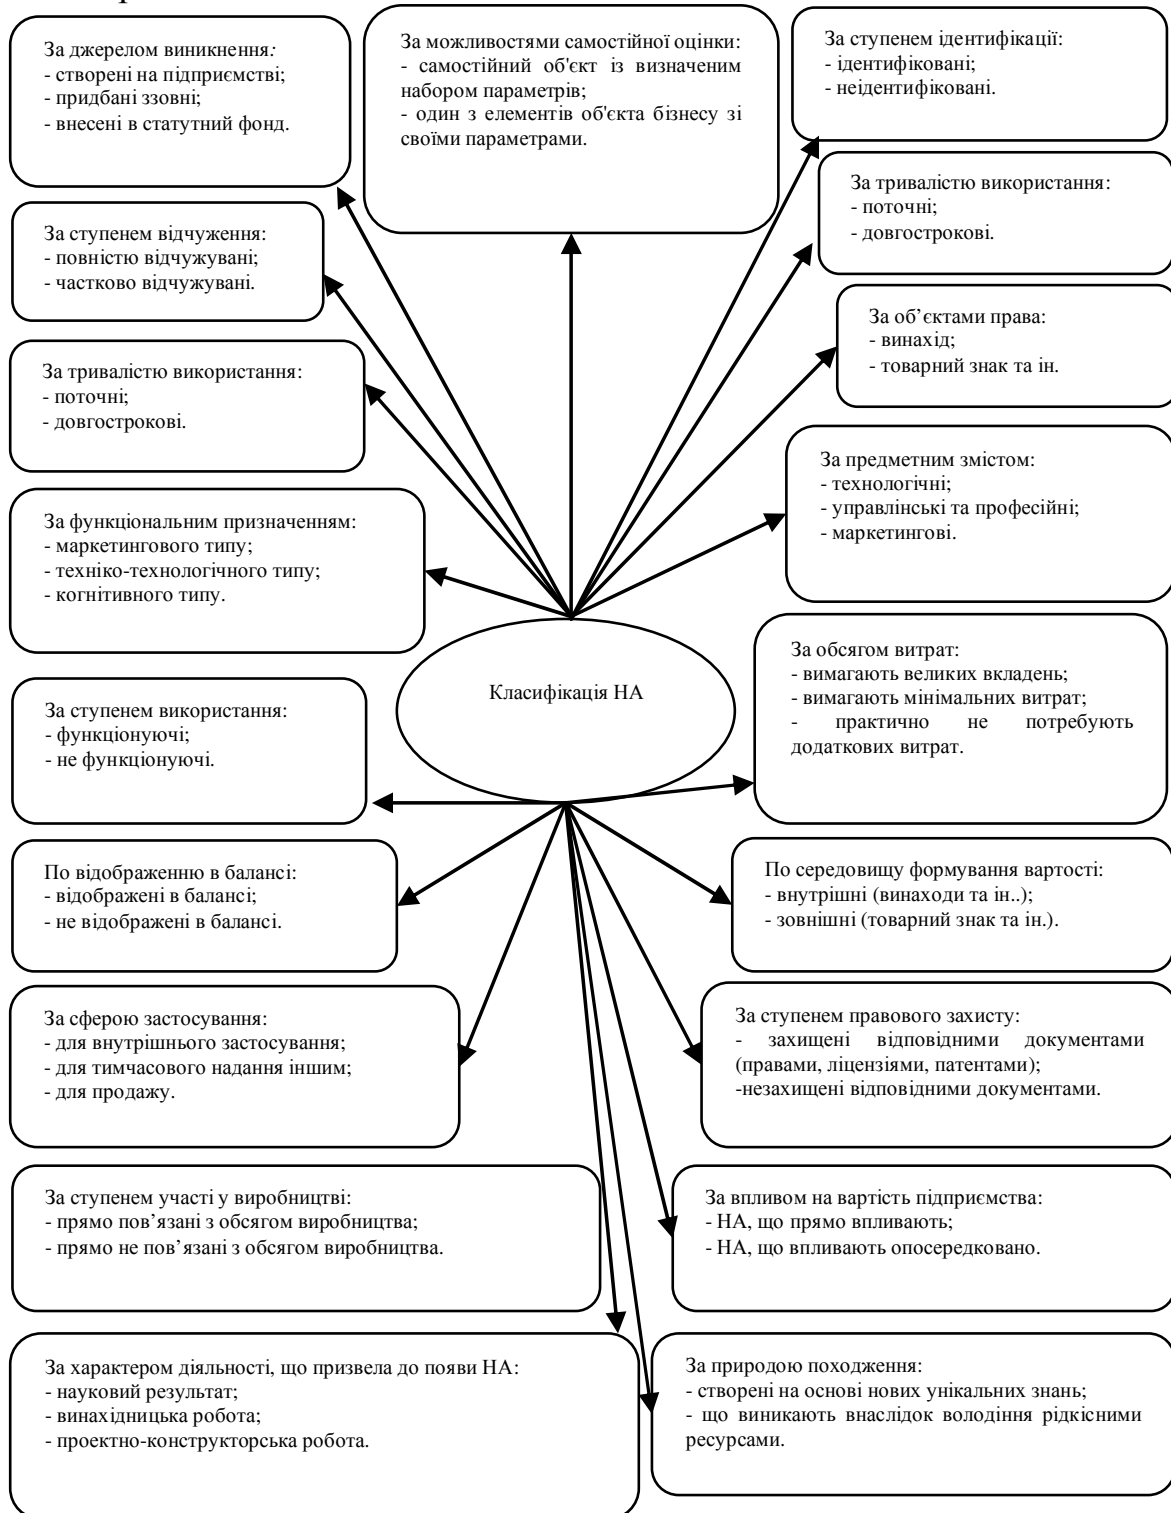 За джерелом виникнення:
- створені на підприємстві;
- придбані ззовні;
- внесені в статутний фонд.
За можливостями самостійної оцінки:
- самостійний об'єкт із визначеним
набором параметрів;
- один з елементів об'єкта бізнесу зі
своїми параметрами.
За ступенем ідентифікації:
- ідентифіковані;
- неідентифіковані.
За тривалістю використання:
- поточні;
- довгострокові.
За ступенем відчуження:
- повністю відчужувані;
- частково відчужувані.
За об’єктами права:
- винахід;
- товарний знак та ін.
За тривалістю використання:
- поточні;
- довгострокові.
За предметним змістом:
- технологічні;
- управлінські та професійні;
- маркетингові.
За функціональним призначенням:
- маркетингового типу;
- техніко-технологічного типу;
- когнітивного типу.
Класифікація НА
За обсягом витрат:
- вимагають великих вкладень;
- вимагають мінімальних витрат;
- практично не потребують
додаткових витрат.
За ступенем використання:
- функціонуючі;
- не функціонуючі.
По відображенню в балансі:
- відображені в балансі;
- не відображені в балансі.
По середовищу формування вартості:
- внутрішні (винаходи та ін..);
- зовнішні (товарний знак та ін.).
За сферою застосування:
- для внутрішнього застосування;
- для тимчасового надання іншим;
- для продажу.
За ступенем правового захисту:
- захищені відповідними документами
(правами, ліцензіями, патентами);
-незахищені відповідними документами.
За ступенем участі у виробництві:
- прямо пов’язані з обсягом виробництва;
- прямо не пов’язані з обсягом виробництва.
За впливом на вартість підприємства:
- НА, що прямо впливають;
- НА, що впливають опосередковано.
За характером діяльності, що призвела до появи НА:
- науковий результат;
- винахідницька робота;
- проектно-конструкторська робота.
За природою походження:
- створені на основі нових унікальних знань;
- що виникають внаслідок володіння рідкісними
ресурсами.